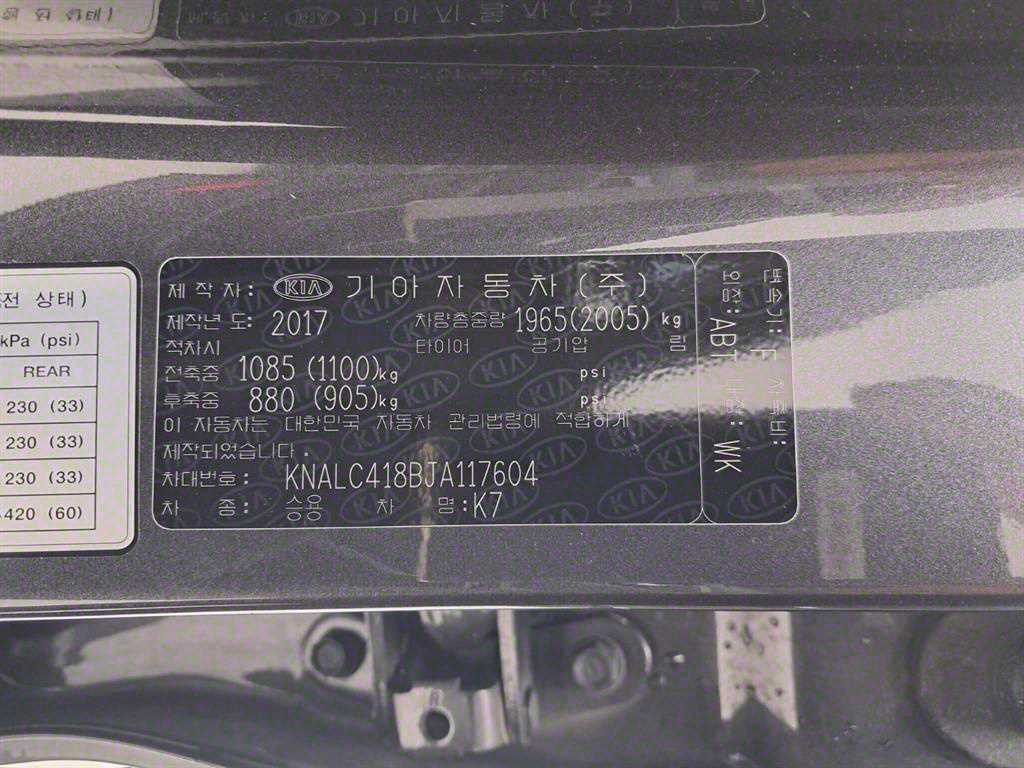 전 상태)
kPa (psi)
REAR
230 (33)
230 (33)
230 (33)
420 (60)
제 작 자: KIA 기 아 자 동 차 (주)
제작년 도: 2017 차량총중량 1965(2005) kg
적차시 타이어 공기압 림
전축중 1085 (1100)kg psi
후축중 880 (905)kg psi
이 자동차는 대한민국 자동차 관리법령에 적합하게
제작되었습니다.
차대번호: KNALC418BJA117604
차 종: 승용 차 명:K7
변속기: F
외장: ABT 내장: WK